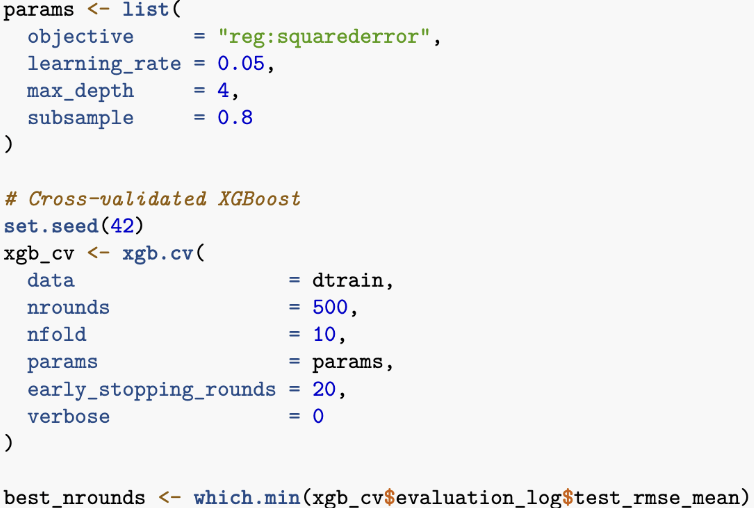 params <- list(
  objective     = "reg:squarederror",
  learning_rate = 0.05,
  max_depth     = 4,
  subsample     = 0.8
)

# Cross-validated XGBoost
set.seed(42)
xgb_cv <- xgb.cv(
  data                  = dtrain,
  nrounds               = 500,
  nfold                 = 10,
  params                = params,
  early_stopping_rounds = 20,
  verbose               = 0
)

best_nrounds <- which.min(xgb_cv$evaluation_log$test_rmse_mean)